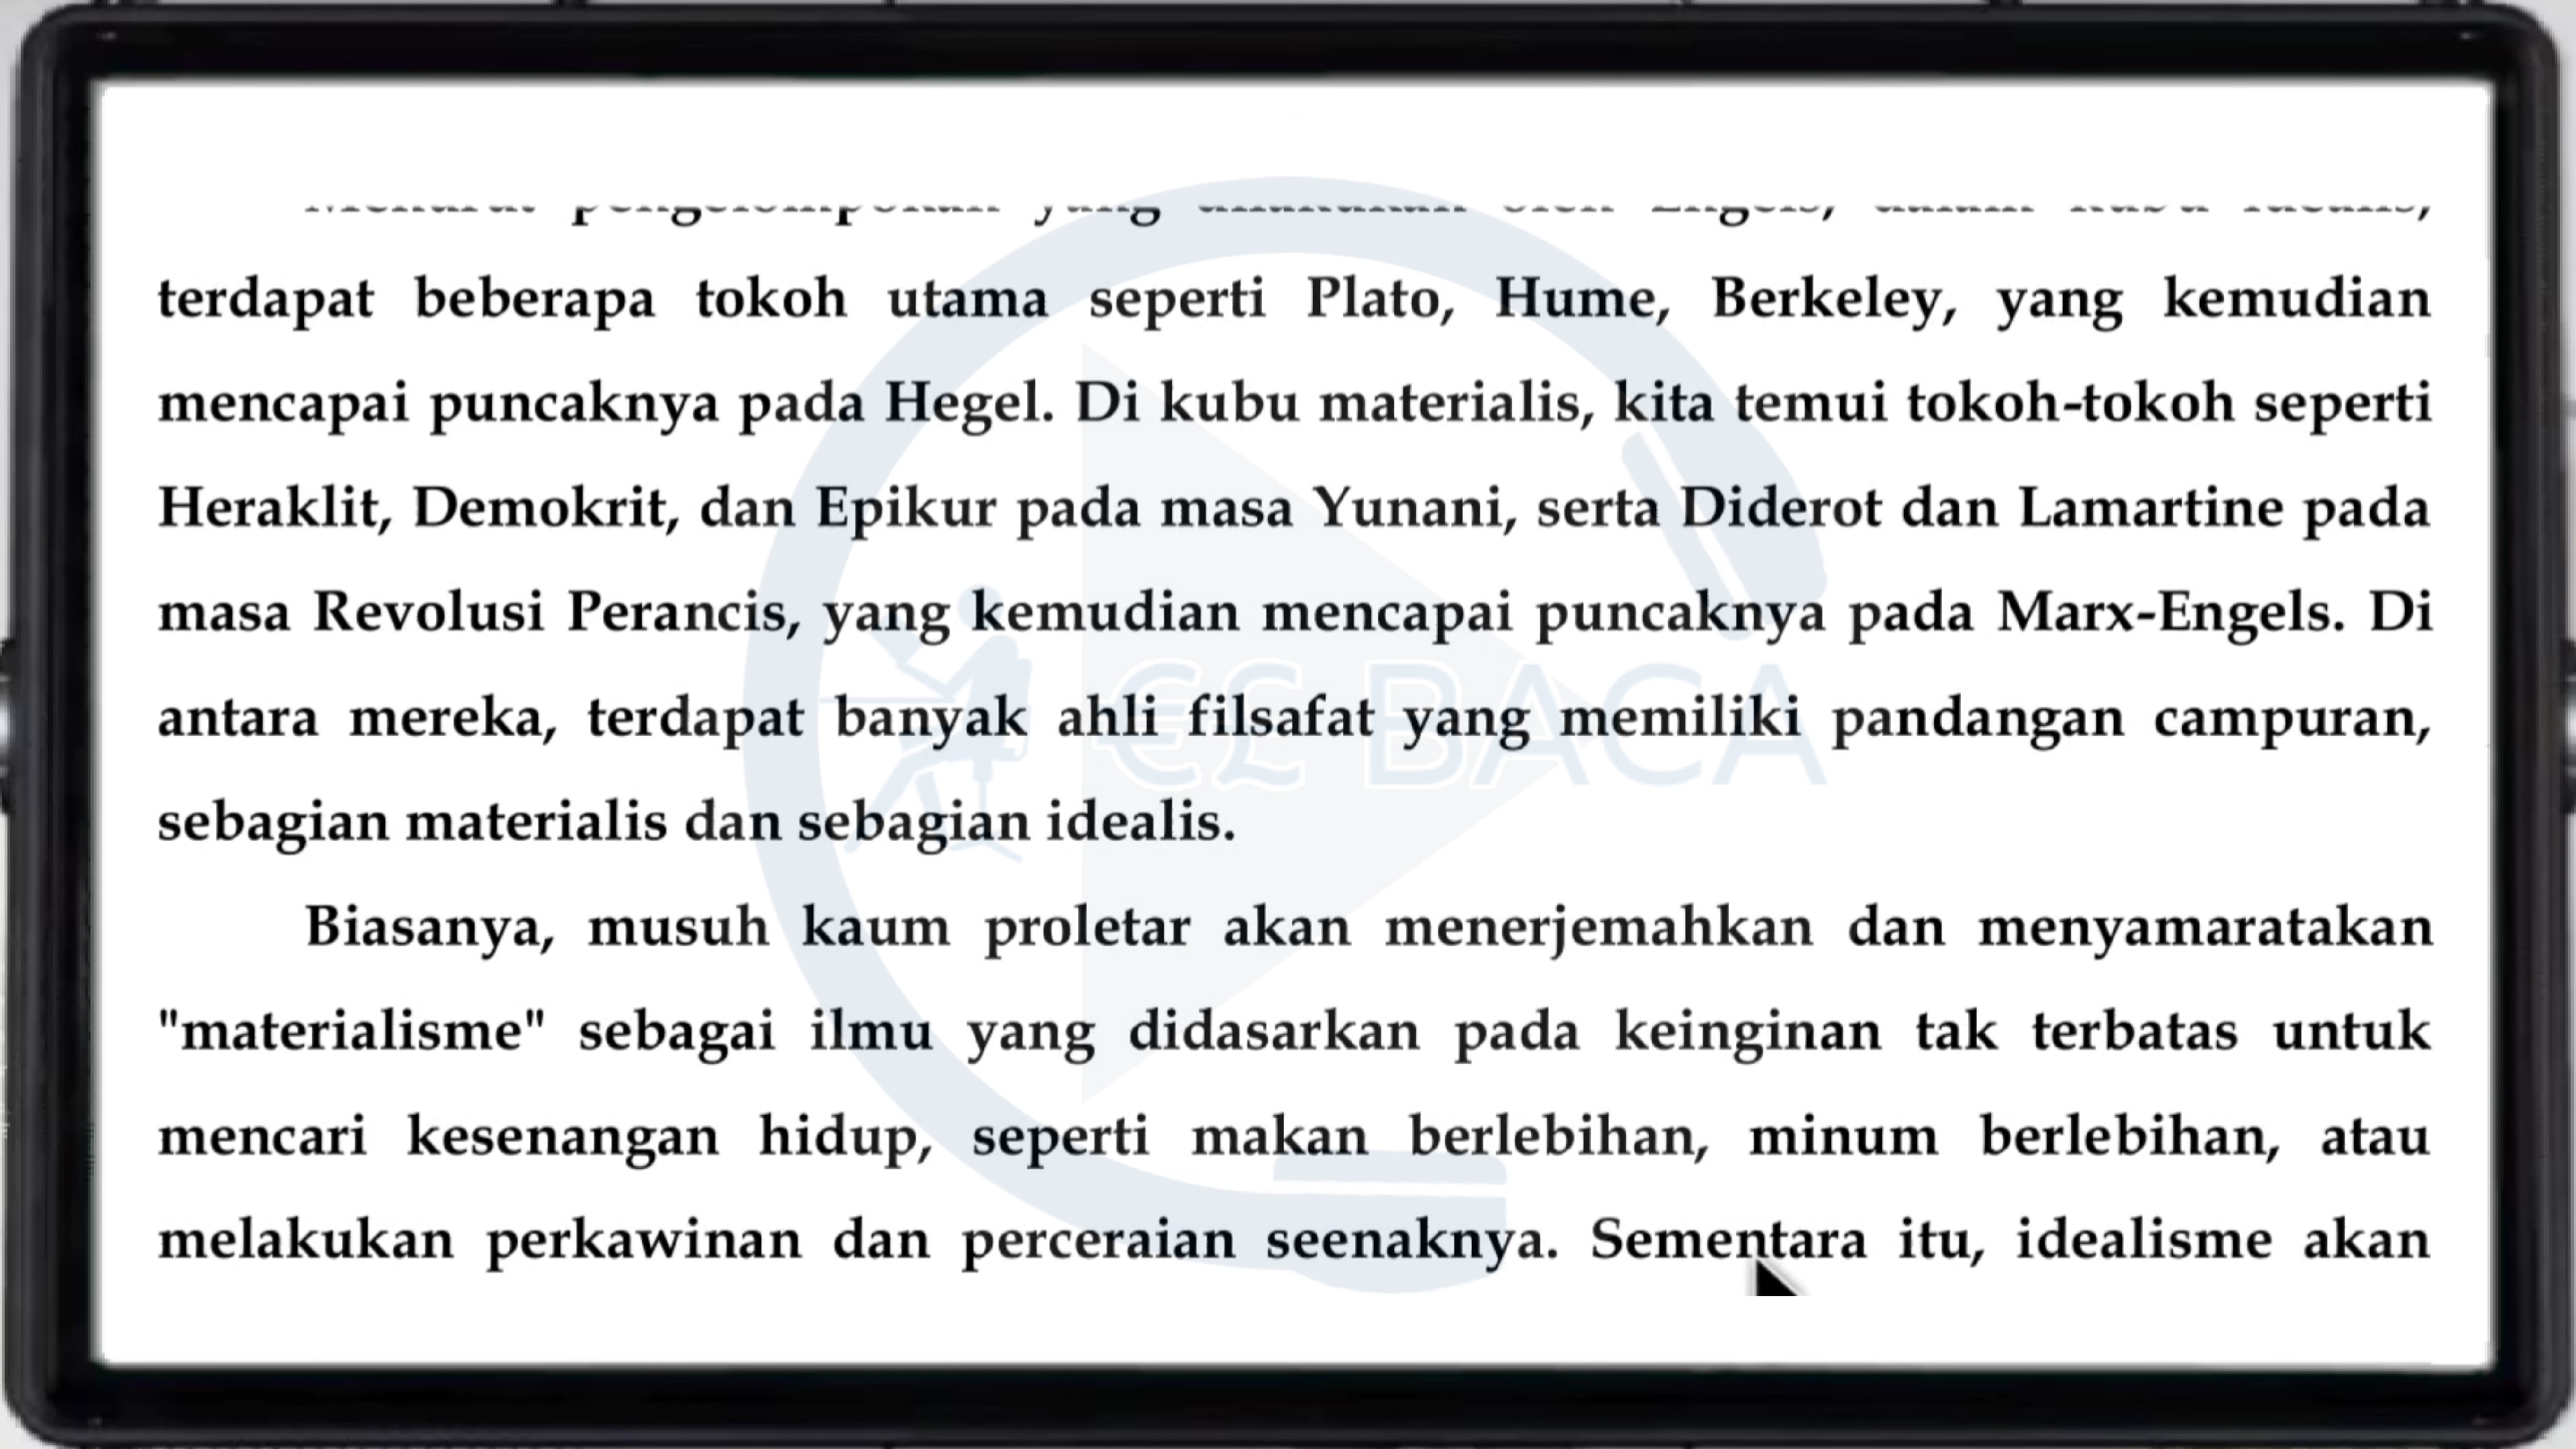 terdapat beberapa tokoh utama seperti Plato, Hume, Berkeley, yang kemudian
mencapai puncaknya pada Hegel. Di kubu materialis, kita temui tokoh-tokoh seperti
Heraklit, Demokrit, dan Epikur pada masa Yunani, serta Diderot dan Lamartine pada
masa Revolusi Perancis, yang kemudian mencapai puncaknya pada Marx-Engels. Di
antara mereka, terdapat banyak ahli filsafat yang memiliki pandangan campuran,
sebagian materialis dan sebagian idealis.
Biasanya, musuh kaum proletar akan menerjemahkan dan menyamaratakan
"materialisme" sebagai ilmu yang didasarkan pada keinginan tak terbatas untuk
mencari kesenangan hidup, seperti makan berlebihan, minum berlebihan, atau
melakukan perkawinan dan perceraian seenaknya. Sementara itu, idealisme akan
€£ BACA